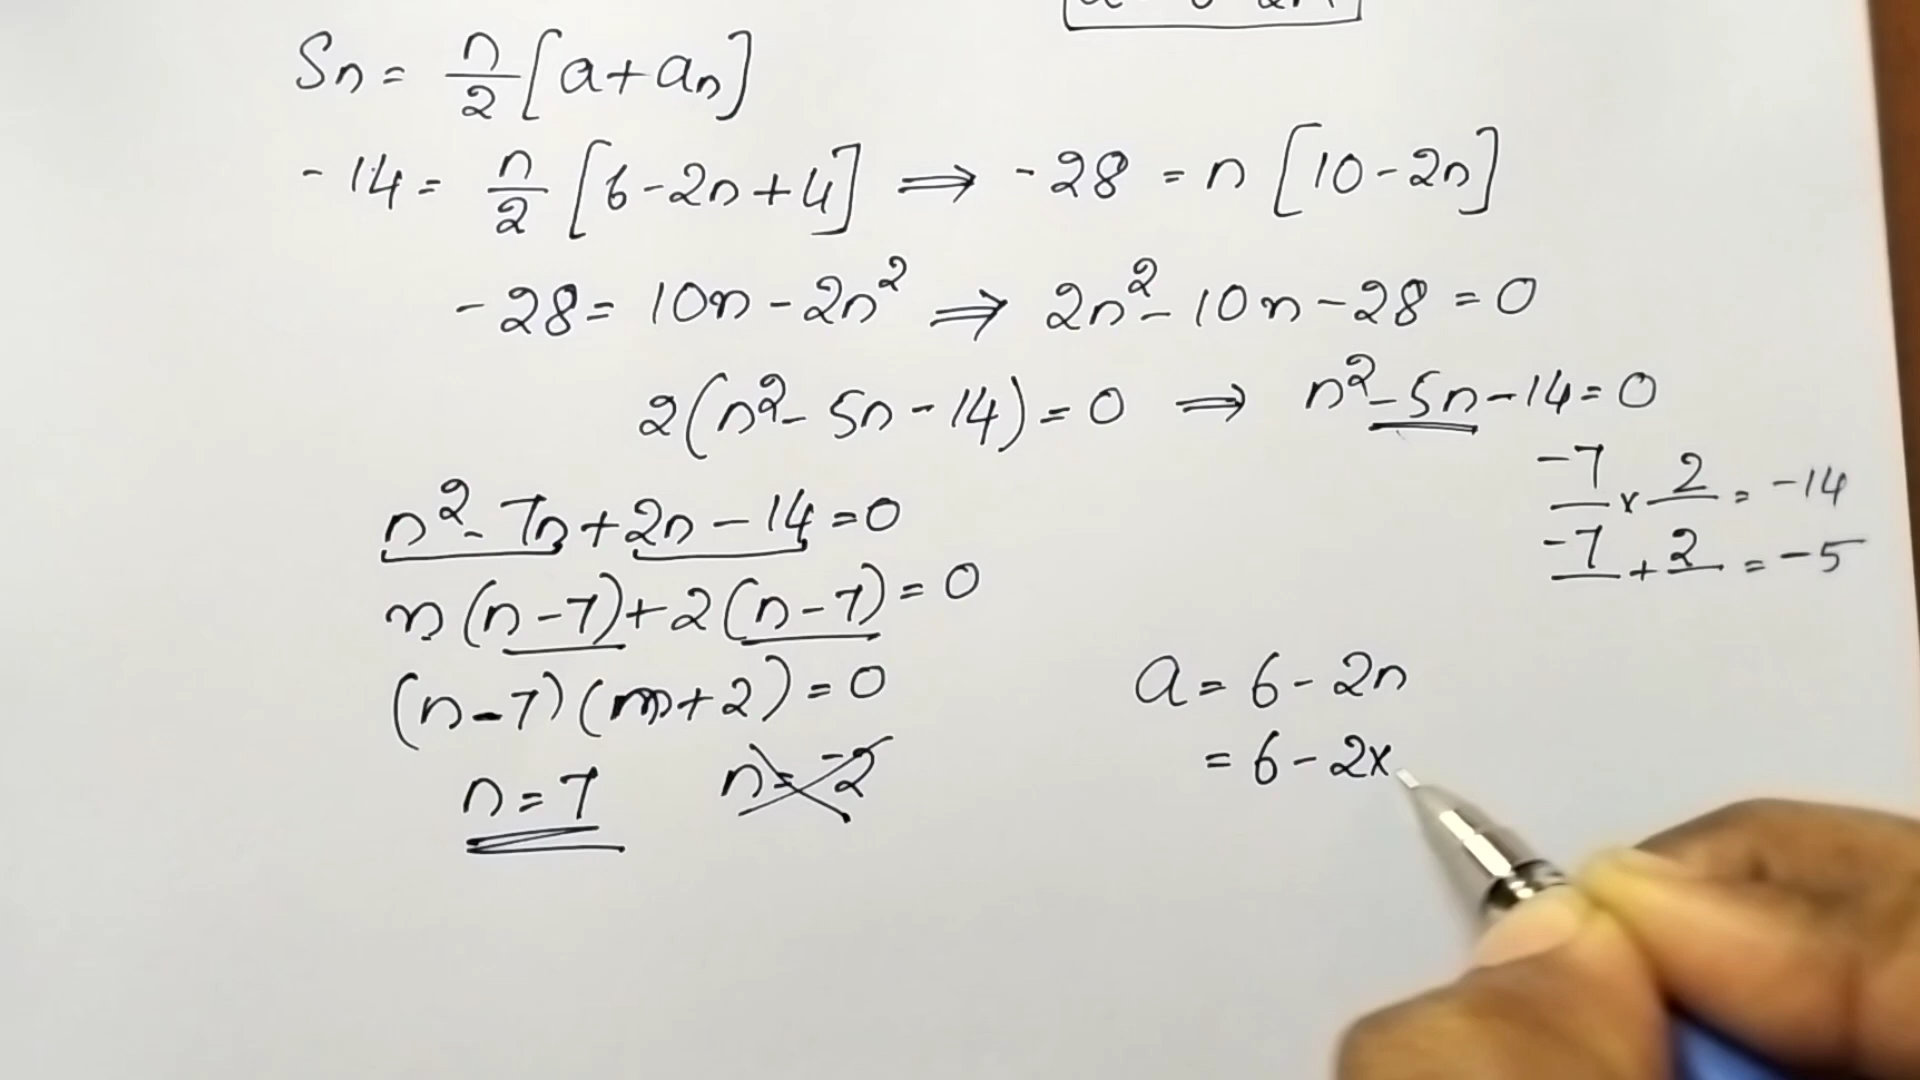 Sn = n/2 [a + an]
-14 = n/2 [6 - 2n + 4] ⟹ -28 = n [10 - 2n]
-28 = 10n - 2n² ⟹ 2n² - 10n - 28 = 0
2(n² - 5n - 14) = 0 ⟹ n² - 5n - 14 = 0
-7 × 2 = -14
-7 + 2 = -5
n² - 7n + 2n - 14 = 0
n(n - 7) + 2(n - 7) = 0
(n - 7)(n + 2) = 0
n = 7 n = -2
a = 6 - 2n
= 6 - 2×